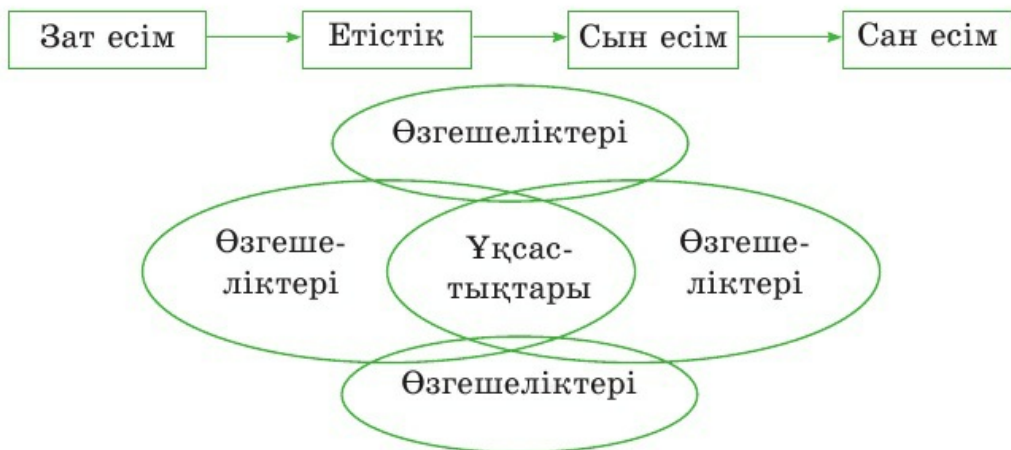 Зат есім Етістік Сын есім Сан есім
Өзгешеліктері
Өзгеше-
ліктері
Ұқсас-
тықтары
Өзгеше-
ліктері
Өзгешеліктері